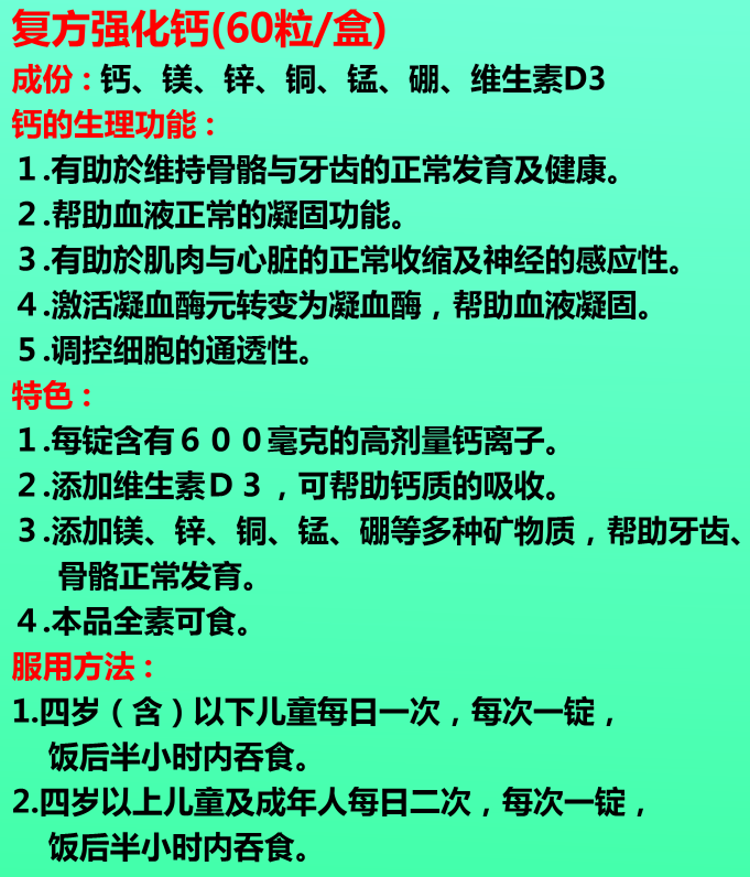 复方强化钙(60粒/盒)
成份：钙、镁、锌、铜、锰、硼、维生素D3
钙的生理功能：
１.有助於维持骨骼与牙齿的正常发育及健康。
２.帮助血液正常的凝固功能。
３.有助於肌肉与心脏的正常收缩及神经的感应性。
４.激活凝血酶元转变为凝血酶，帮助血液凝固。
５.调控细胞的通透性。
特色：
１.每锭含有６００毫克的高剂量钙离子。
２.添加维生素Ｄ３，可帮助钙质的吸收。
３.添加镁、锌、铜、锰、硼等多种矿物质，帮助牙齿、
骨骼正常发育。
４.本品全素可食。
服用方法：
1.四岁（含）以下儿童每日一次，每次一锭，
饭后半小时内吞食。
2.四岁以上儿童及成年人每日二次，每次一锭，
饭后半小时内吞食。